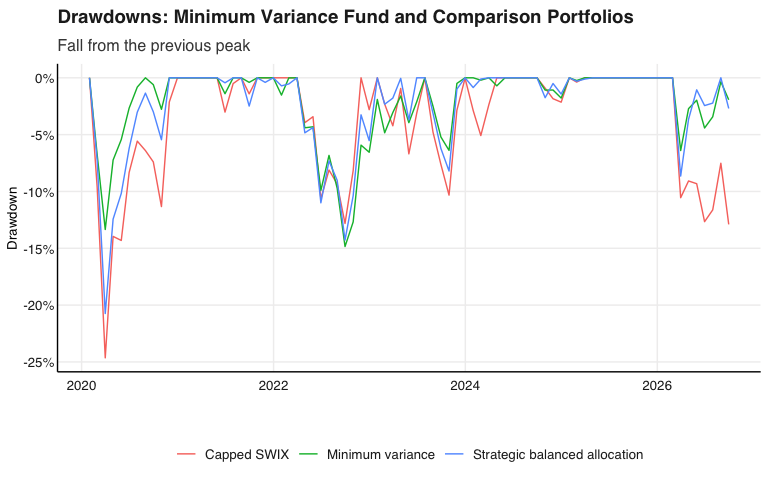 Drawdowns: Minimum Variance Fund and Comparison Portfolios
Fall from the previous peak
Drawdown
0%
-5%
-10%
-15%
-20%
-25%
2020
2022
2024
2026
Capped SWIX
Minimum variance
Strategic balanced allocation